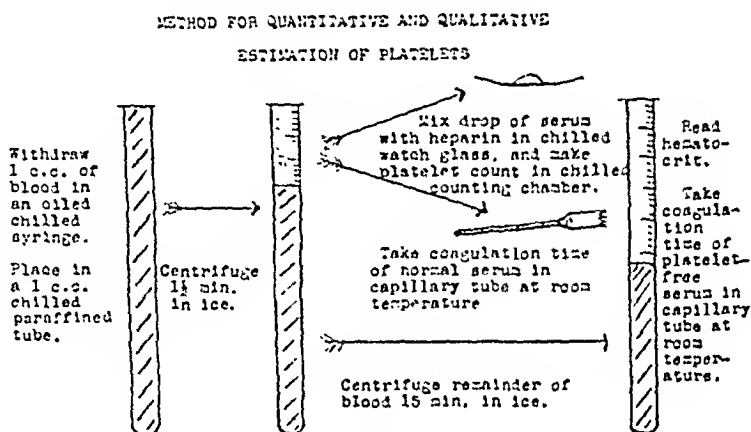 METHOD FOR QUANTITATIVE AND QUALITATIVE
ESTIMATION OF PLATELETS
Withdraw
1 c.c. of
blood in
an oiled
chilled
syringe.
Place in
a 1 c.c.
chilled
paraffined
tube.
Centrifuge
1½ min.
in ice.
Mix drop of serum
with heparin in chilled
watch glass, and make
platelet count in chilled
counting chamber.
Take coagulation time
of normal serum in
capillary tube at room
temperature
Centrifuge remainder of
blood 15 min. in ice.
Read
hemato-
crit.
Take
coagula-
tion
time of
platelet-
free
serum in
capillary
tube at
room
temper-
ature.